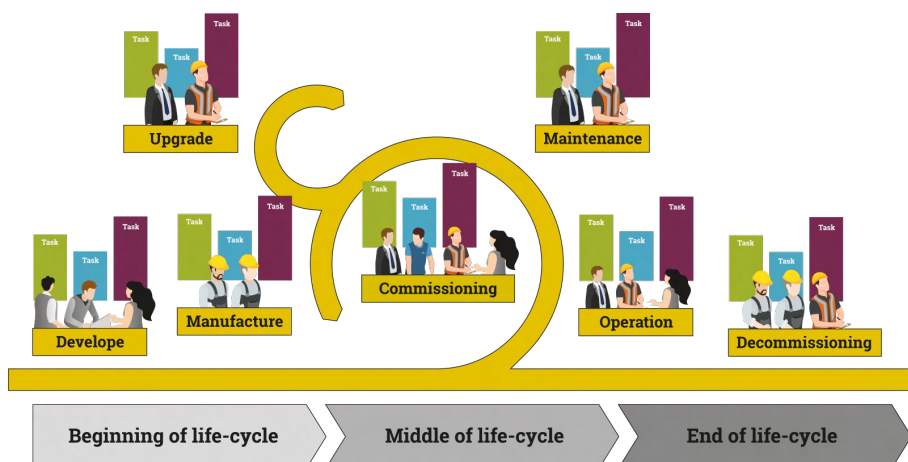 Task
Task
Task
Upgrade
Task
Task
Task
Maintenance
Task
Task
Task
Develope
Task
Task
Task
Manufacture
Task
Task
Task
Commissioning
Task
Task
Task
Operation
Task
Task
Task
Decommissioning
Beginning of life-cycle
Middle of life-cycle
End of life-cycle